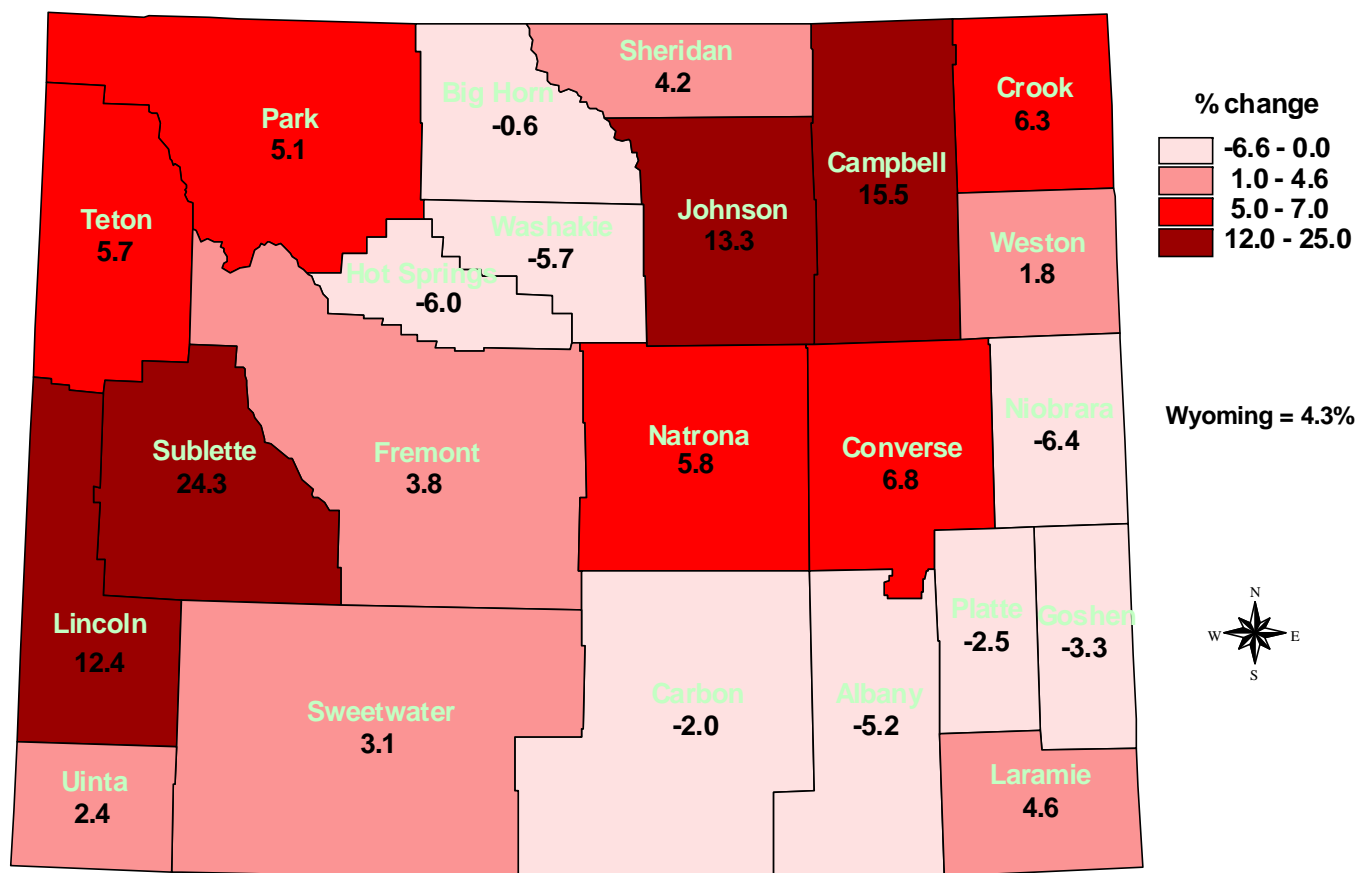 Sheridan
4.2
Big Horn
-0.6
Crook
6.3
Park
5.1
Campbell
15.5
Johnson
13.3
Teton
5.7
Washakie
-5.7
Weston
1.8
Hot Springs
-6.0
Niobrara
-6.4
Natrona
5.8
Converse
6.8
Sublette
24.3
Fremont
3.8
Platte
-2.5
Goshen
-3.3
Lincoln
12.4
Carbon
-2.0
Albany
-5.2
Sweetwater
3.1
Uinta
2.4
Laramie
4.6
% change
-6.6 - 0.0
1.0 - 4.6
5.0 - 7.0
12.0 - 25.0
Wyoming = 4.3%
N
W E
S